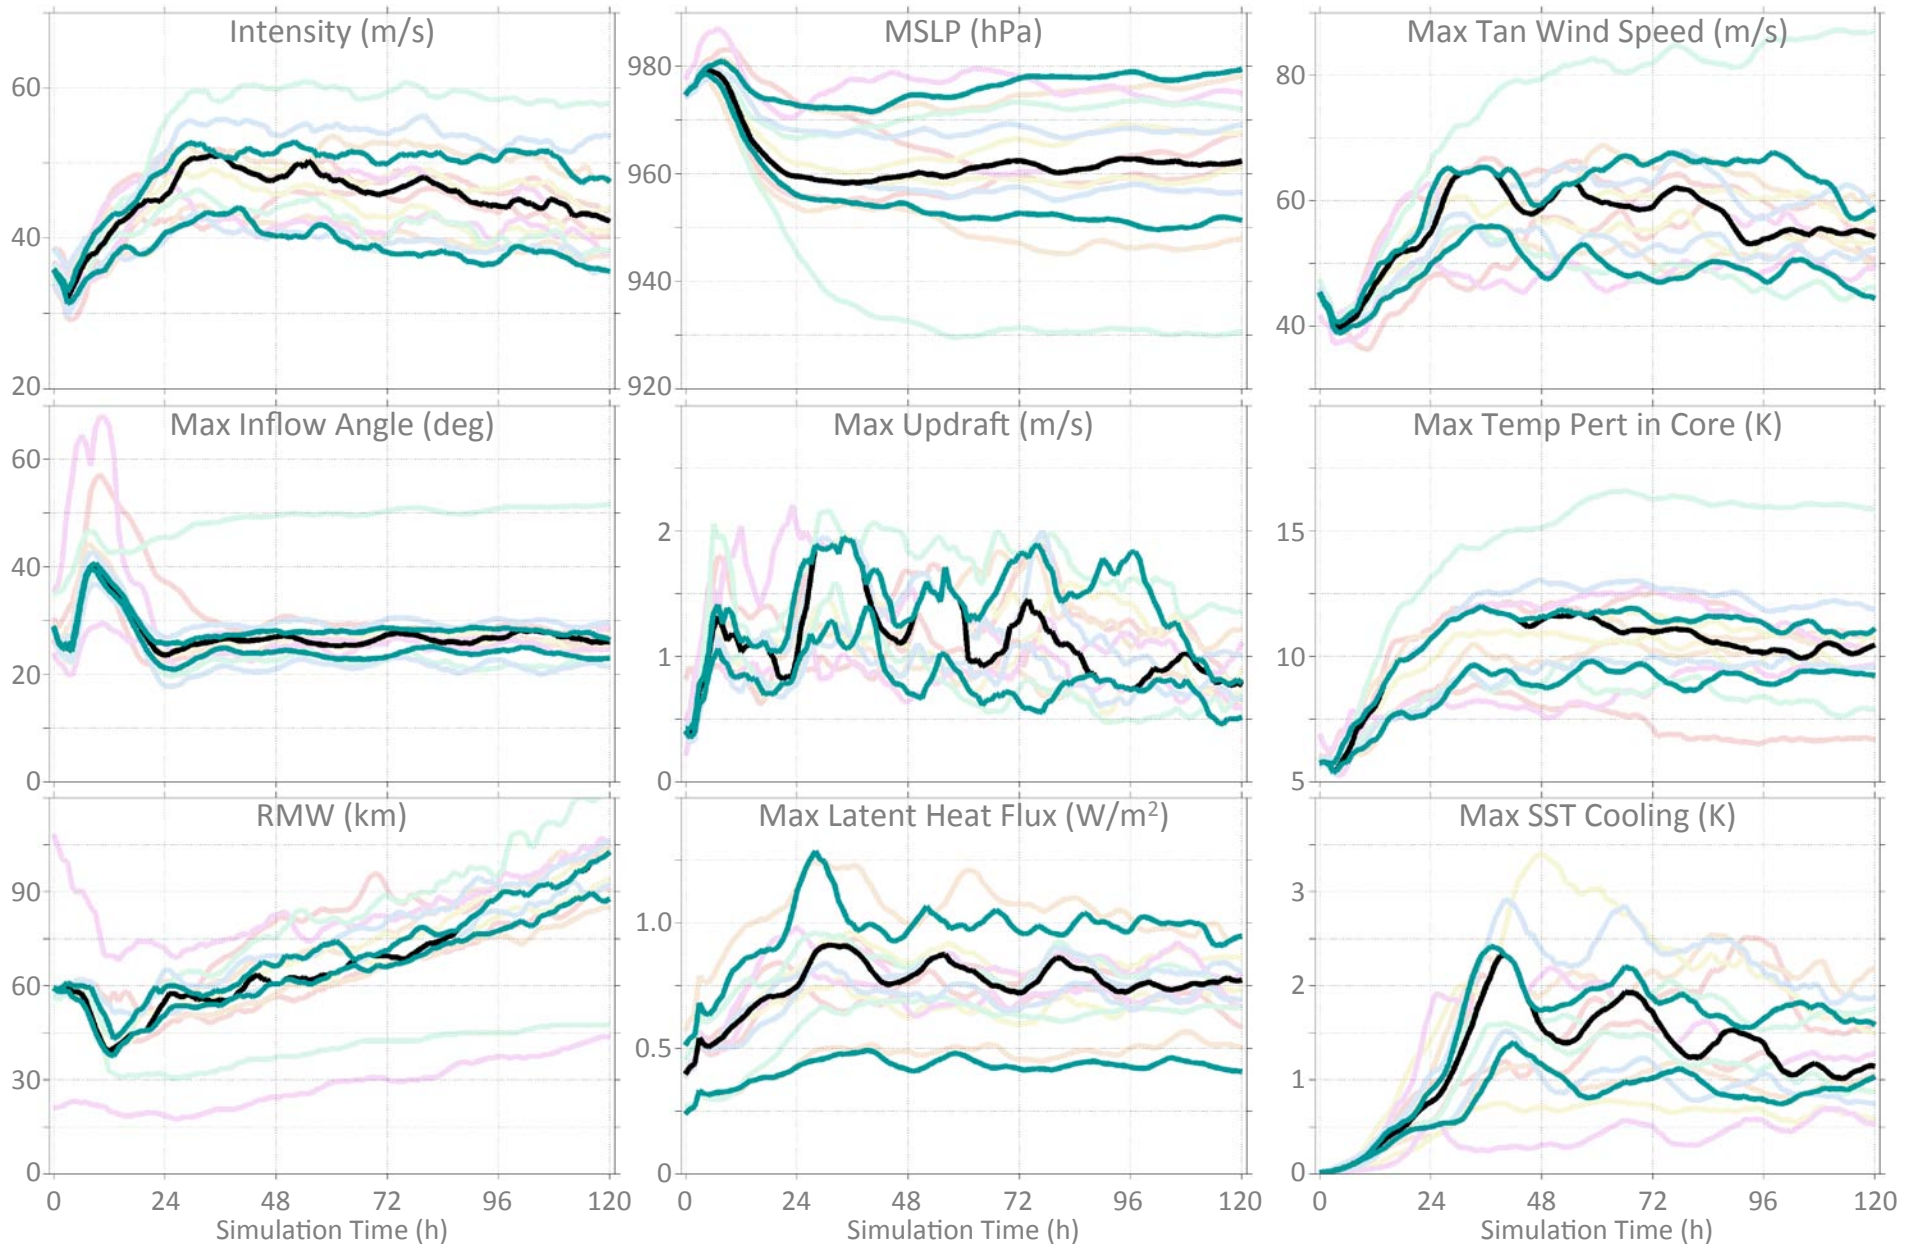 Intensity (m/s)
60
40
20
MSLP (hPa)
980
960
940
920
Max Tan Wind Speed (m/s)
80
60
40
Max Inflow Angle (deg)
60
40
20
0
Max Updraft (m/s)
2
1
0
Max Temp Pert in Core (K)
15
10
5
RMW (km)
90
60
30
0
0 24 48 72 96 120
Simulation Time (h)
Max Latent Heat Flux (W/m²)
1.0
0.5
0
0 24 48 72 96 120
Simulation Time (h)
Max SST Cooling (K)
3
2
1
0
0 24 48 72 96 120
Simulation Time (h)